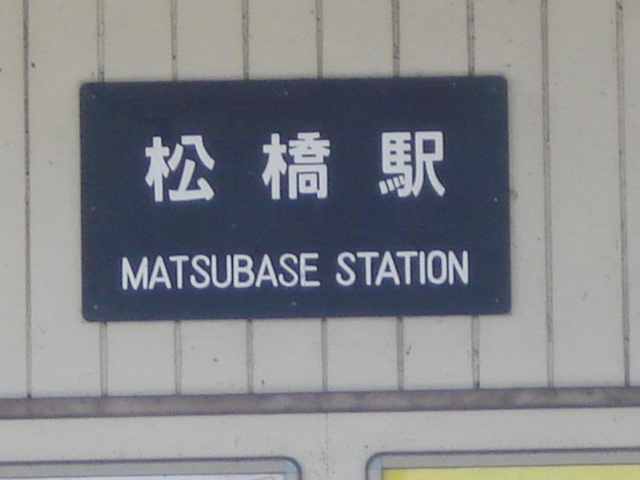 松橋駅
MATSUBASE STATION